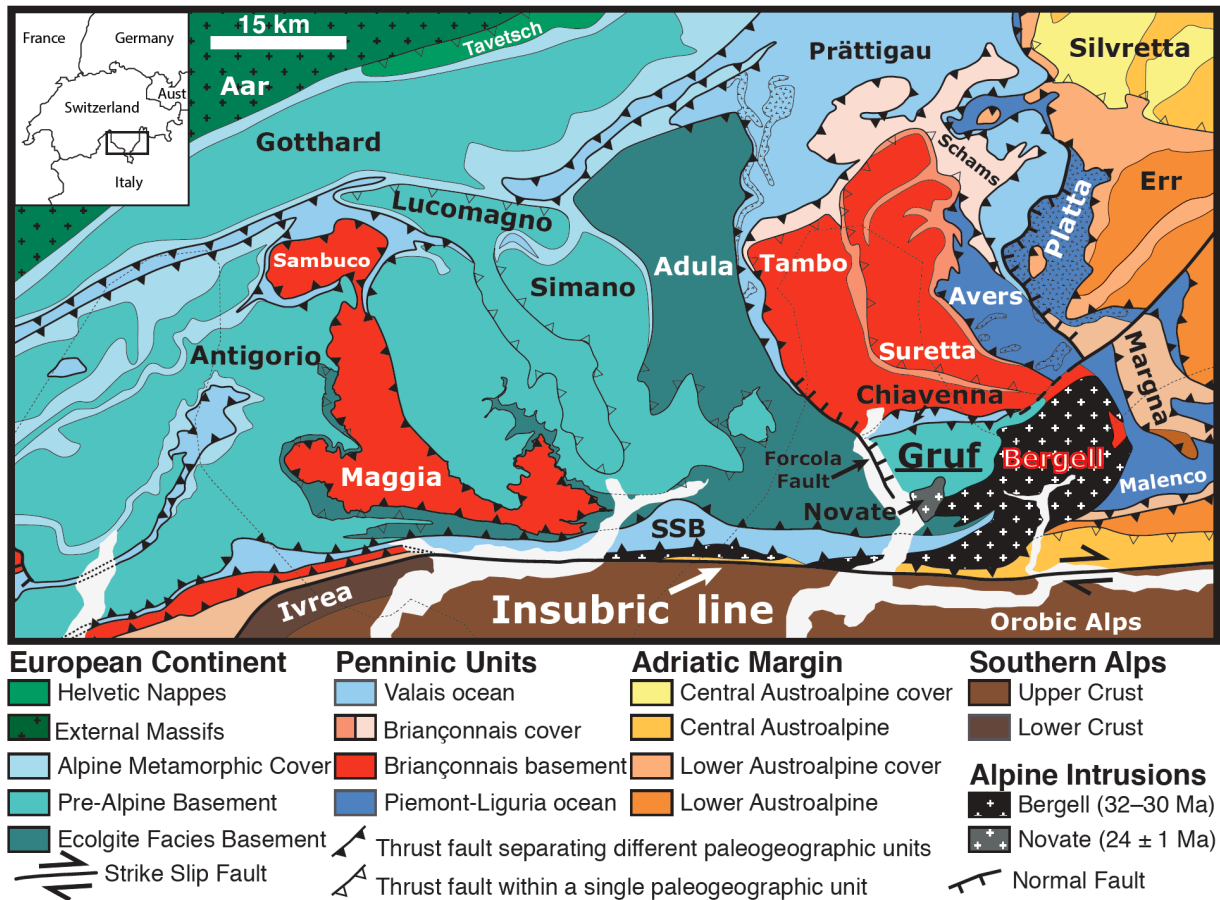 France
Germany
Switzerland
Aust
Italy
15 km
Aar
Tavetsch
Gotthard
Prättigau
Silvretta
Schams
Err
Platta
Lucomagno
Sambuco
Simano
Adula
Tambo
Avers
Antigorio
Suretta
Margna
Chiavenna
Maggia
Forcola
Fault
Gruf
Bergell
Malenco
Novate
SSB
Ivrea
Insubric line
Orobic Alps
European Continent
Helvetic Nappes
External Massifs
Alpine Metamorphic Cover
Pre-Alpine Basement
Ecolgite Facies Basement
Strike Slip Fault
Penninic Units
Valais ocean
Briançonnais cover
Briançonnais basement
Piemont-Liguria ocean
Thrust fault separating different paleogeographic units
Thrust fault within a single paleogeographic unit
Adriatic Margin
Central Austroalpine cover
Central Austroalpine
Lower Austroalpine cover
Lower Austroalpine
Southern Alps
Upper Crust
Lower Crust
Alpine Intrusions
Bergell (32–30 Ma)
Novate (24 ± 1 Ma)
Normal Fault